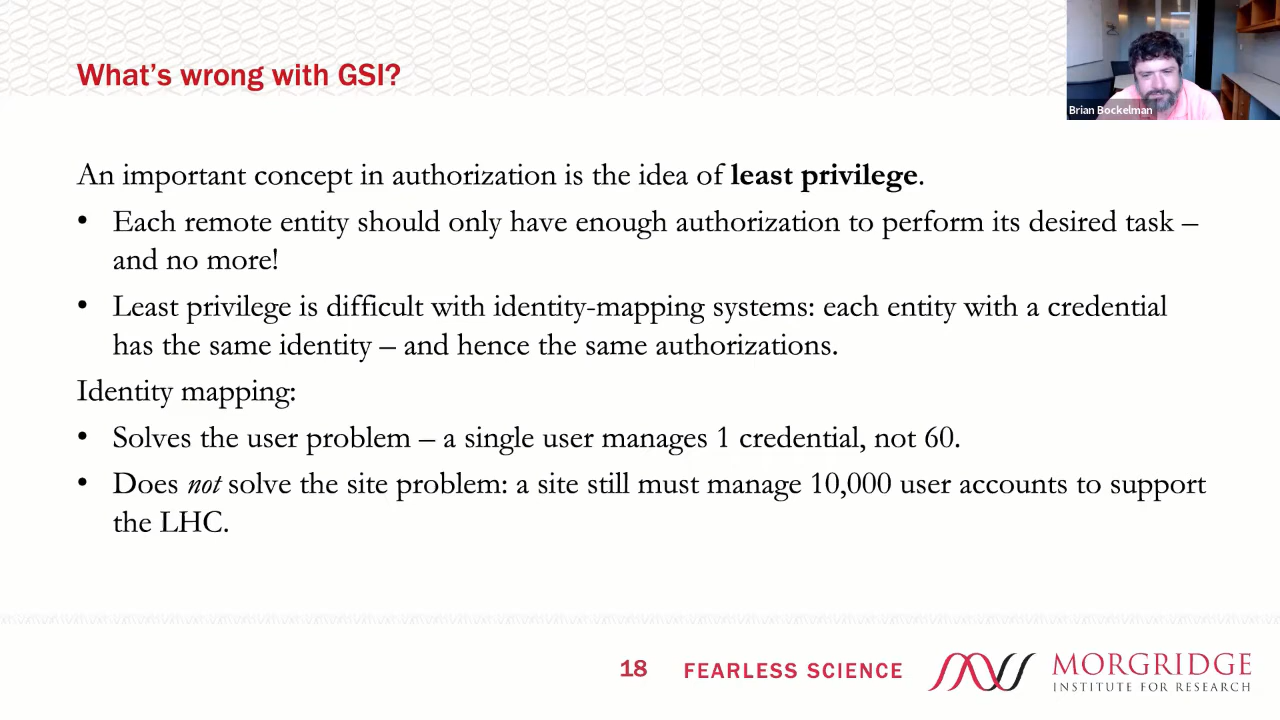 What's wrong with GSI?
Brian Bockelman
An important concept in authorization is the idea of least privilege.
• Each remote entity should only have enough authorization to perform its desired task –
and no more!
• Least privilege is difficult with identity-mapping systems: each entity with a credential
has the same identity – and hence the same authorizations.
Identity mapping:
• Solves the user problem – a single user manages 1 credential, not 60.
• Does not solve the site problem: a site still must manage 10,000 user accounts to support
the LHC.
18 FEARLESS SCIENCE
MORGRIDGE
INSTITUTE FOR RESEARCH